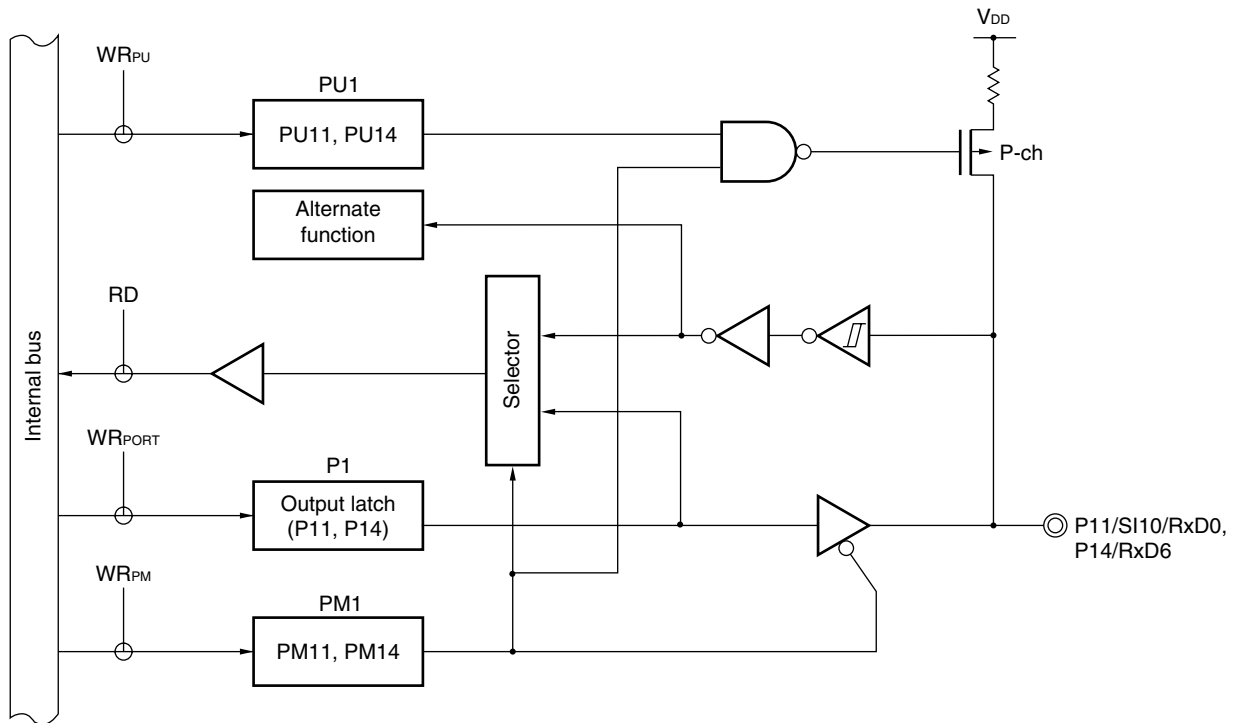 VDD
WRPU
PU1
PU11, PU14
P-ch
Alternate
function
RD
Selector
Internal bus
WRPORT
P1
Output latch
(P11, P14)
P11/SI10/RxD0,
P14/RxD6
WRPM
PM1
PM11, PM14